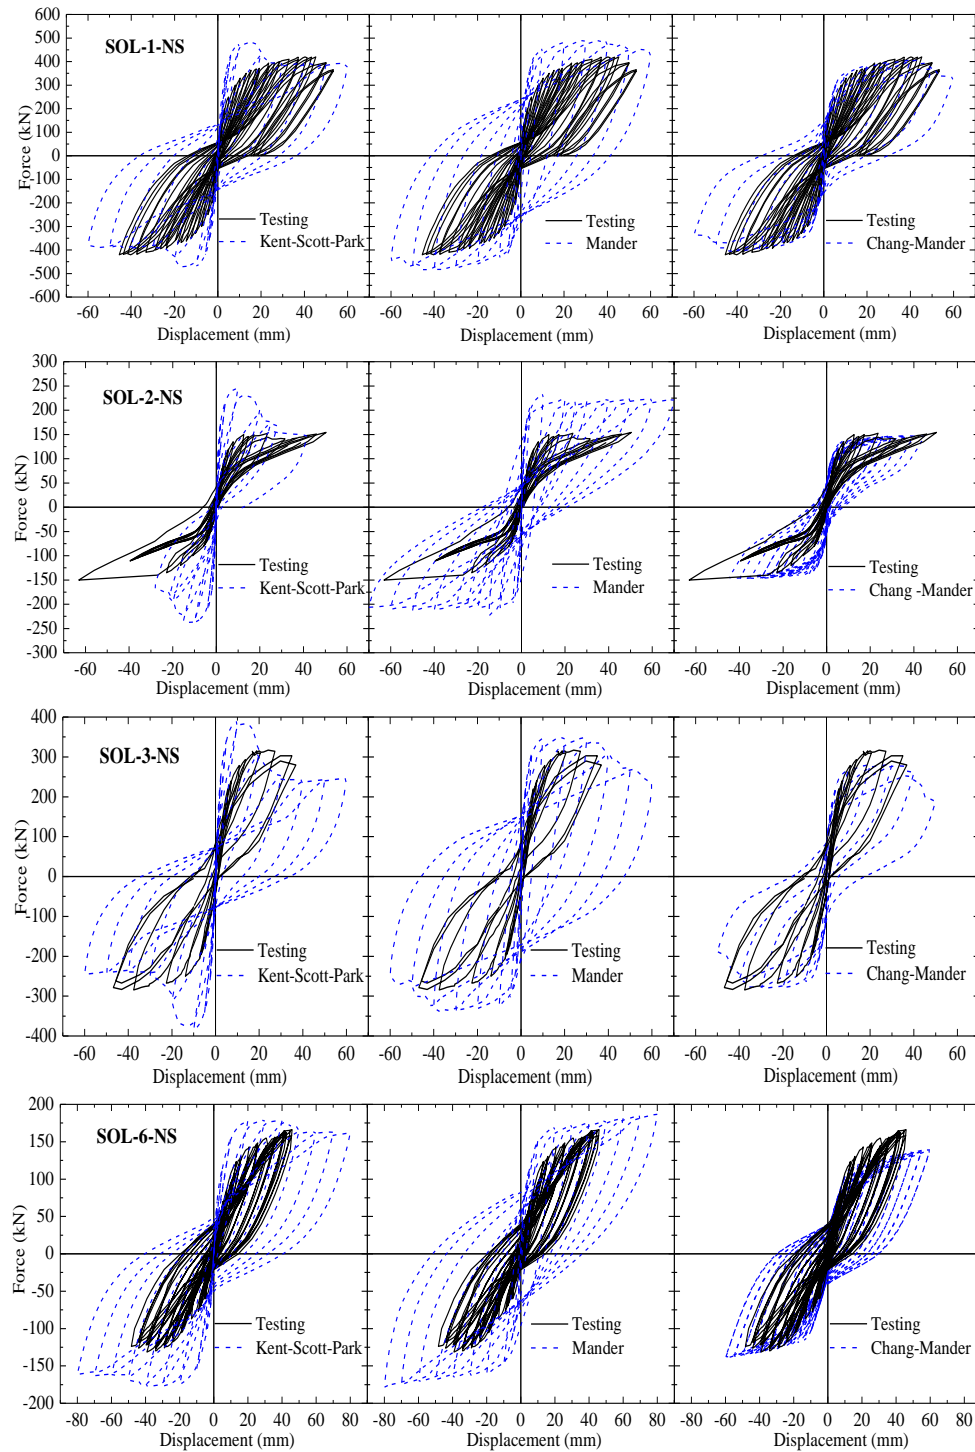 600
500
400
300
200
100
0
100
-200
-300
-400
-500
-600
Force (kN)
SOL-1-NS
Testing
Kent-Scott-Park
Testing
Mander
Testing
Chang-Mander
-60 -40 -20 0 20 40 60
-60 -40 -20 0 20 40 60
-60 -40 -20 0 20 40 60
Displacement (mm)
Displacement (mm)
Displacement (mm)
300
250
200
150
100
50
0
-50
-100
-150
-200
-250
-300
Force (kN)
SOL-2-NS
Testing
Kent-Scott-Park
Testing
Mander
Testing
Chang -Mander
-60 -40 -20 0 20 40 60
-60 -40 -20 0 20 40 60
-60 -40 -20 0 20 40 60
Displacement (mm)
Displacement (mm)
Displacement (mm)
400
300
200
100
0
-100
-200
-300
-400
Force (kN)
SOL-3-NS
Testing
Kent-Scott-Park
Testing
Mander
Testing
Chang-Mander
-60 -40 -20 0 20 40 60
-60 -40 -20 0 20 40 60
-60 -40 -20 0 20 40 60
Displacement (mm)
Displacement (mm)
Displacement (mm)
200
150
100
50
0
-50
-100
-150
-200
Force (kN)
SOL-6-NS
Testing
Kent-Scott-Park
Testing
Mander
Testing
Chang-Mander
-80 -60 -40 -20 0 20 40 60 80
-80 -60 -40 -20 0 20 40 60 80
-80 -60 -40 -20 0 20 40 60 80
Displacement (mm)
Displacement (mm)
Displacement (mm)